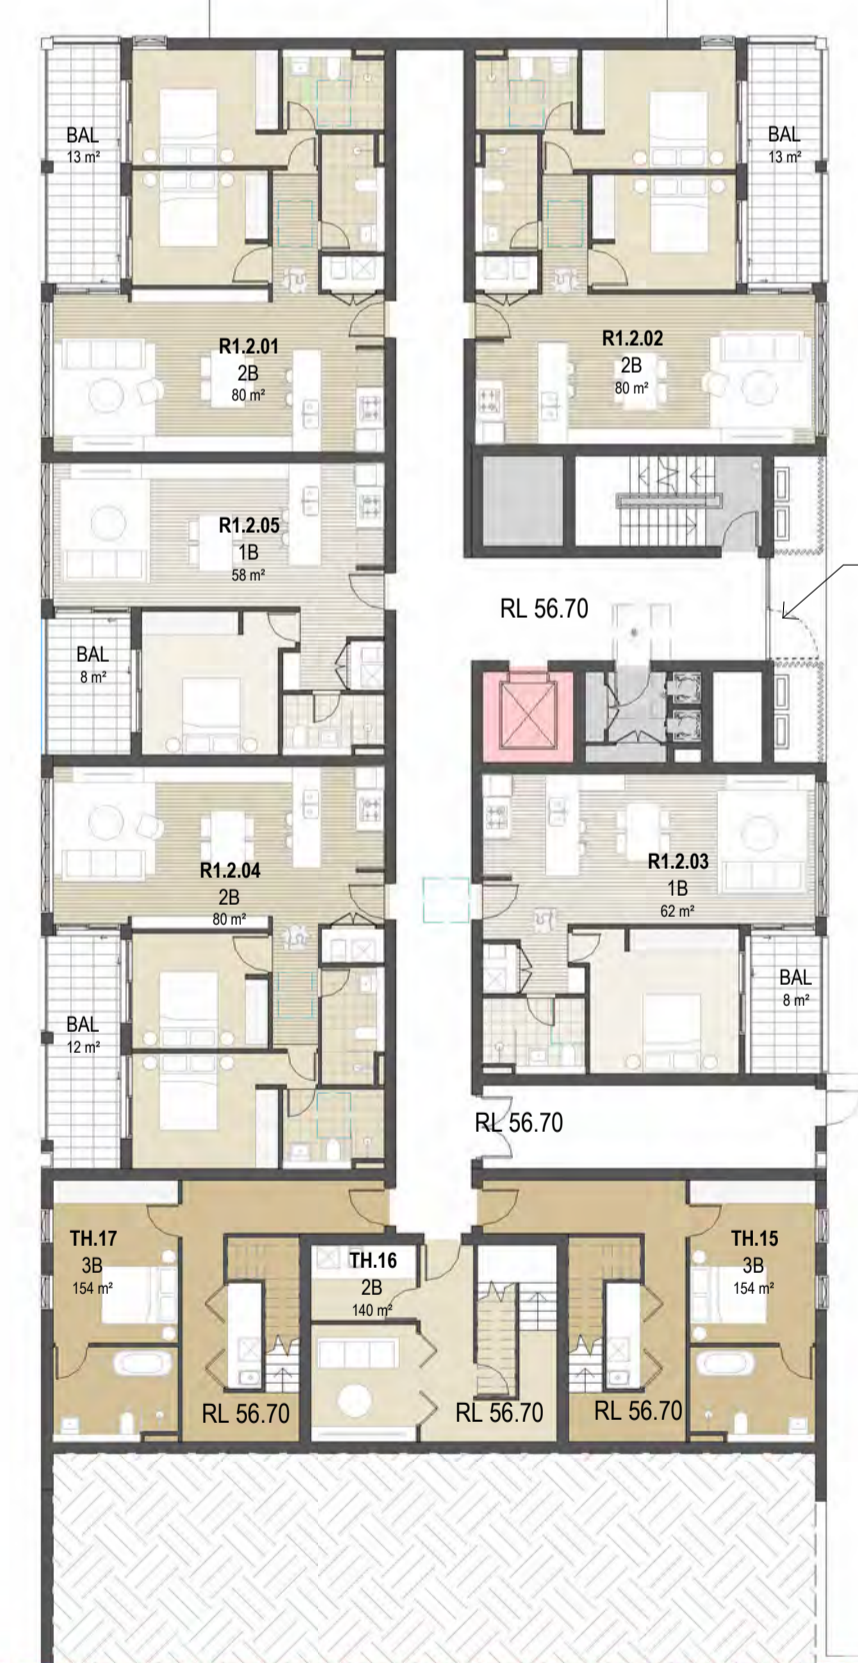 BAL
13 m²
BAL
13 m²
R1.2.01
2B
80 m²
R1.2.02
2B
80 m²
R1.2.05
1B
58 m²
RL 56.70
BAL
8 m²
R1.2.04
2B
80 m²
R1.2.03
1B
62 m²
BAL
8 m²
BAL
12 m²
RL 56.70
TH.17
3B
154 m²
TH.16
2B
140 m²
TH.15
3B
154 m²
RL 56.70
RL 56.70
RL 56.70